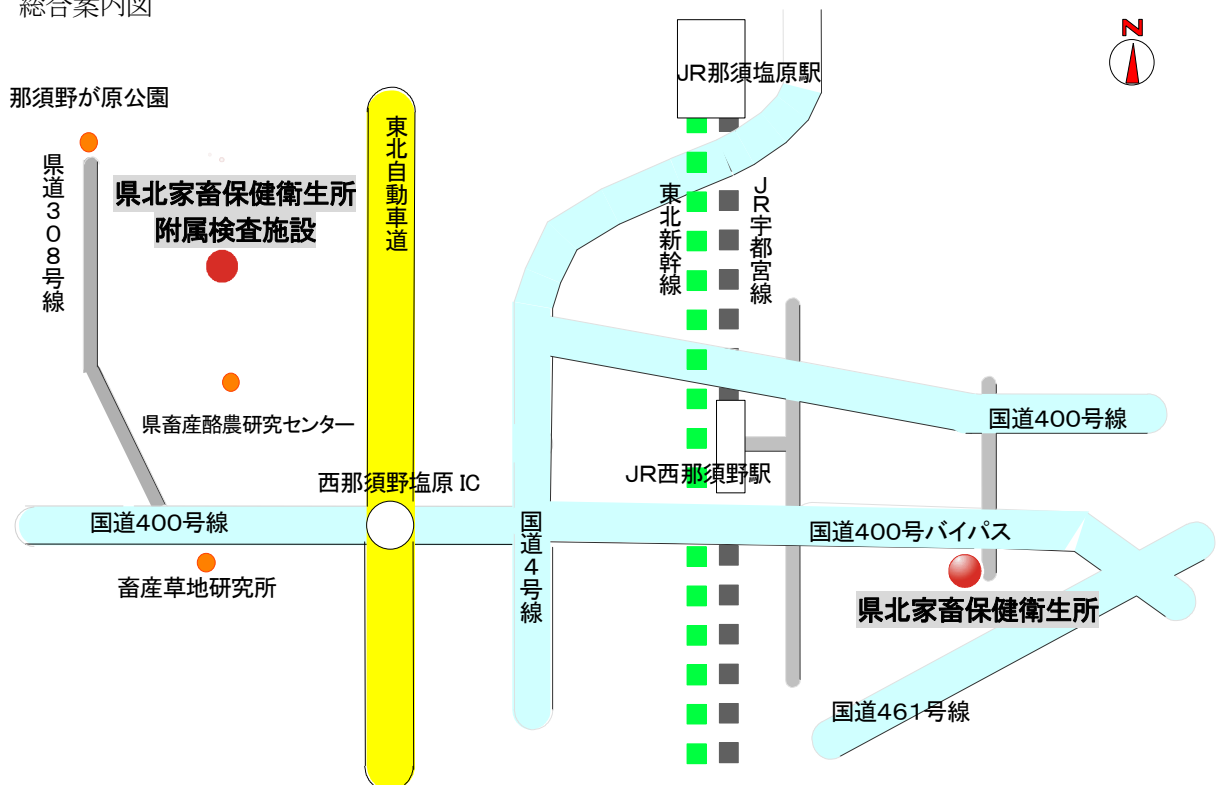 総合案内図
N
JR那須塩原駅
那須野が原公園
県道308号線
県北家畜保健衛生所
附属検査施設
東北自動車道
東北新幹線
JR宇都宮線
県畜産酪農研究センター
国道400号線
西那須野塩原 IC
JR西那須野駅
国道400号線
国道4号線
国道400号バイパス
畜産草地研究所
県北家畜保健衛生所
国道461号線